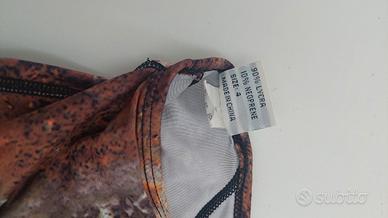 90% LYCRA
10% NEOPRENE
SIZE: 4
MADE IN CHINA
subito